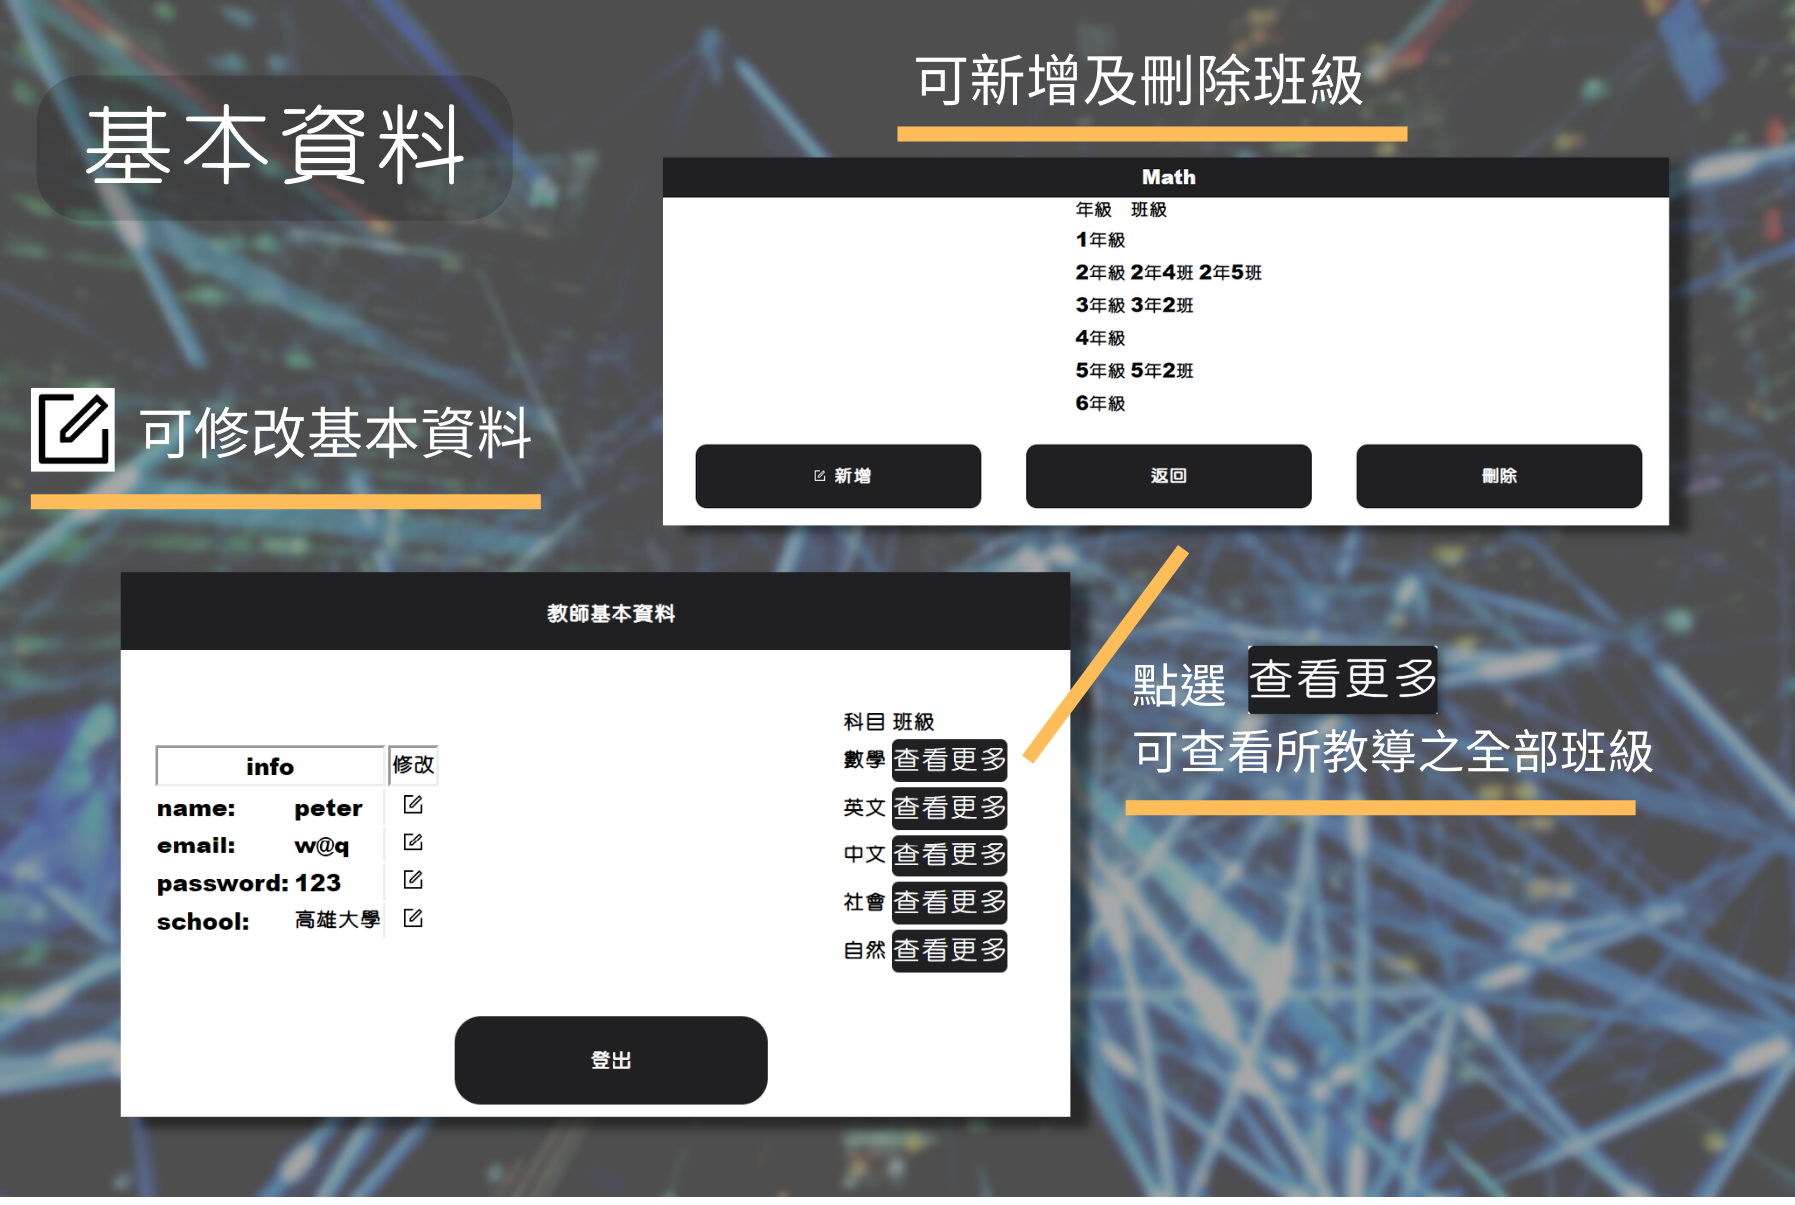 基本資料
可新增及刪除班級
Math
年級 班級
1年級
2年級 2年4班 2年5班
3年級 3年2班
4年級
5年級 5年2班
6年級
新增 返回 刪除
可修改基本資料
教師基本資料
info 修改
name: peter
email: w@q
password: 123
school: 高雄大學
科目 班級
數學 查看更多
英文 查看更多
中文 查看更多
社會 查看更多
自然 查看更多
登出
點選 查看更多
可查看所教導之全部班級